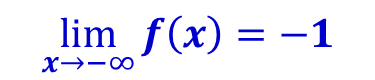 lim f(x) = −1
x→−∞